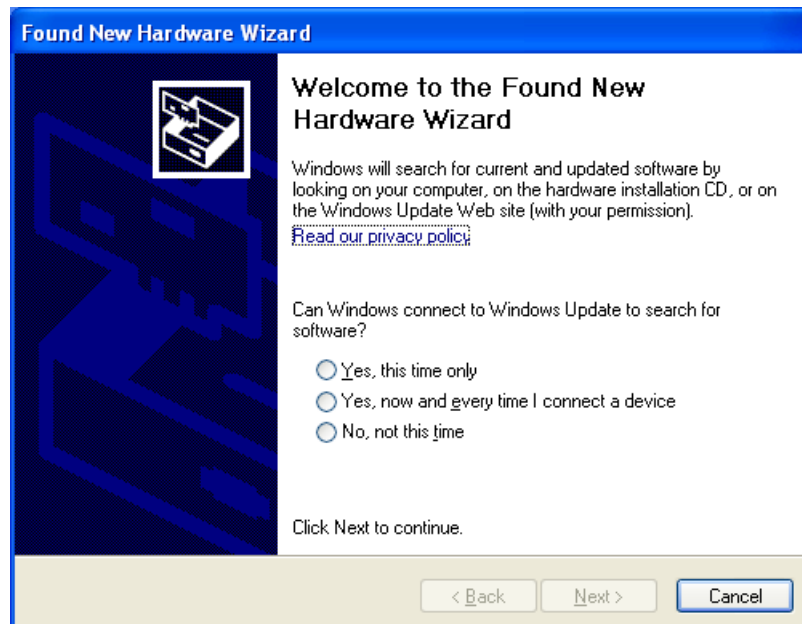 Found New Hardware Wizard
Welcome to the Found New
Hardware Wizard
Windows will search for current and updated software by
looking on your computer, on the hardware installation CD, or on
the Windows Update Web site (with your permission).
Read our privacy policy
Can Windows connect to Windows Update to search for
software?
Yes, this time only
Yes, now and every time I connect a device
No, not this time
Click Next to continue.
< Back
Next >
Cancel